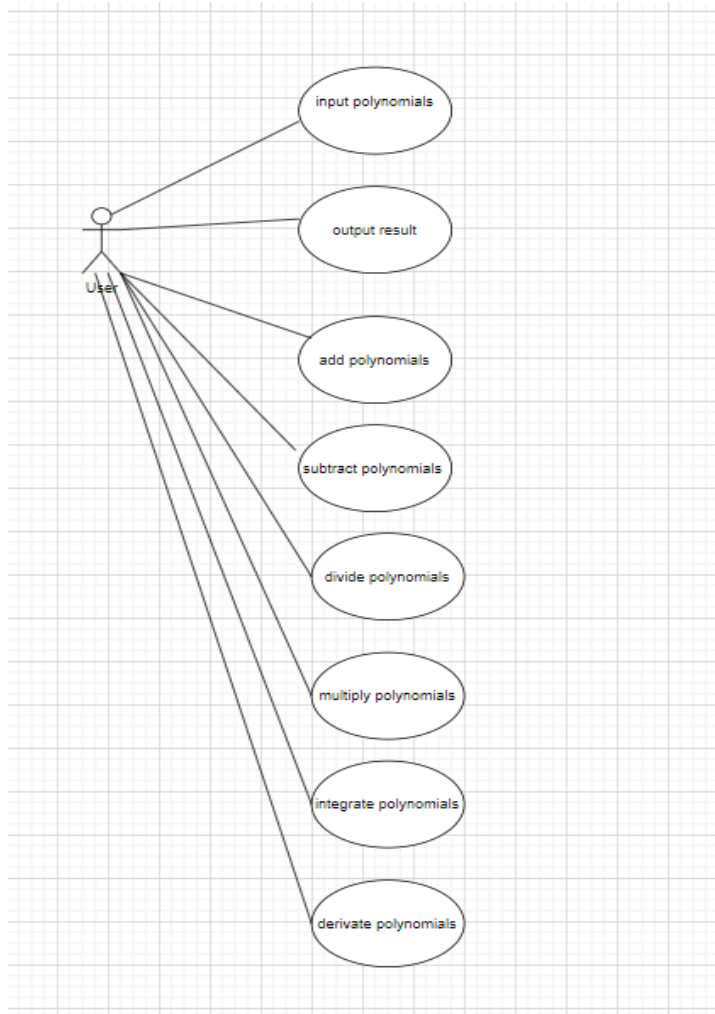 input polynomials
output result
User
add polynomials
subtract polynomials
divide polynomials
multiply polynomials
integrate polynomials
derivate polynomials